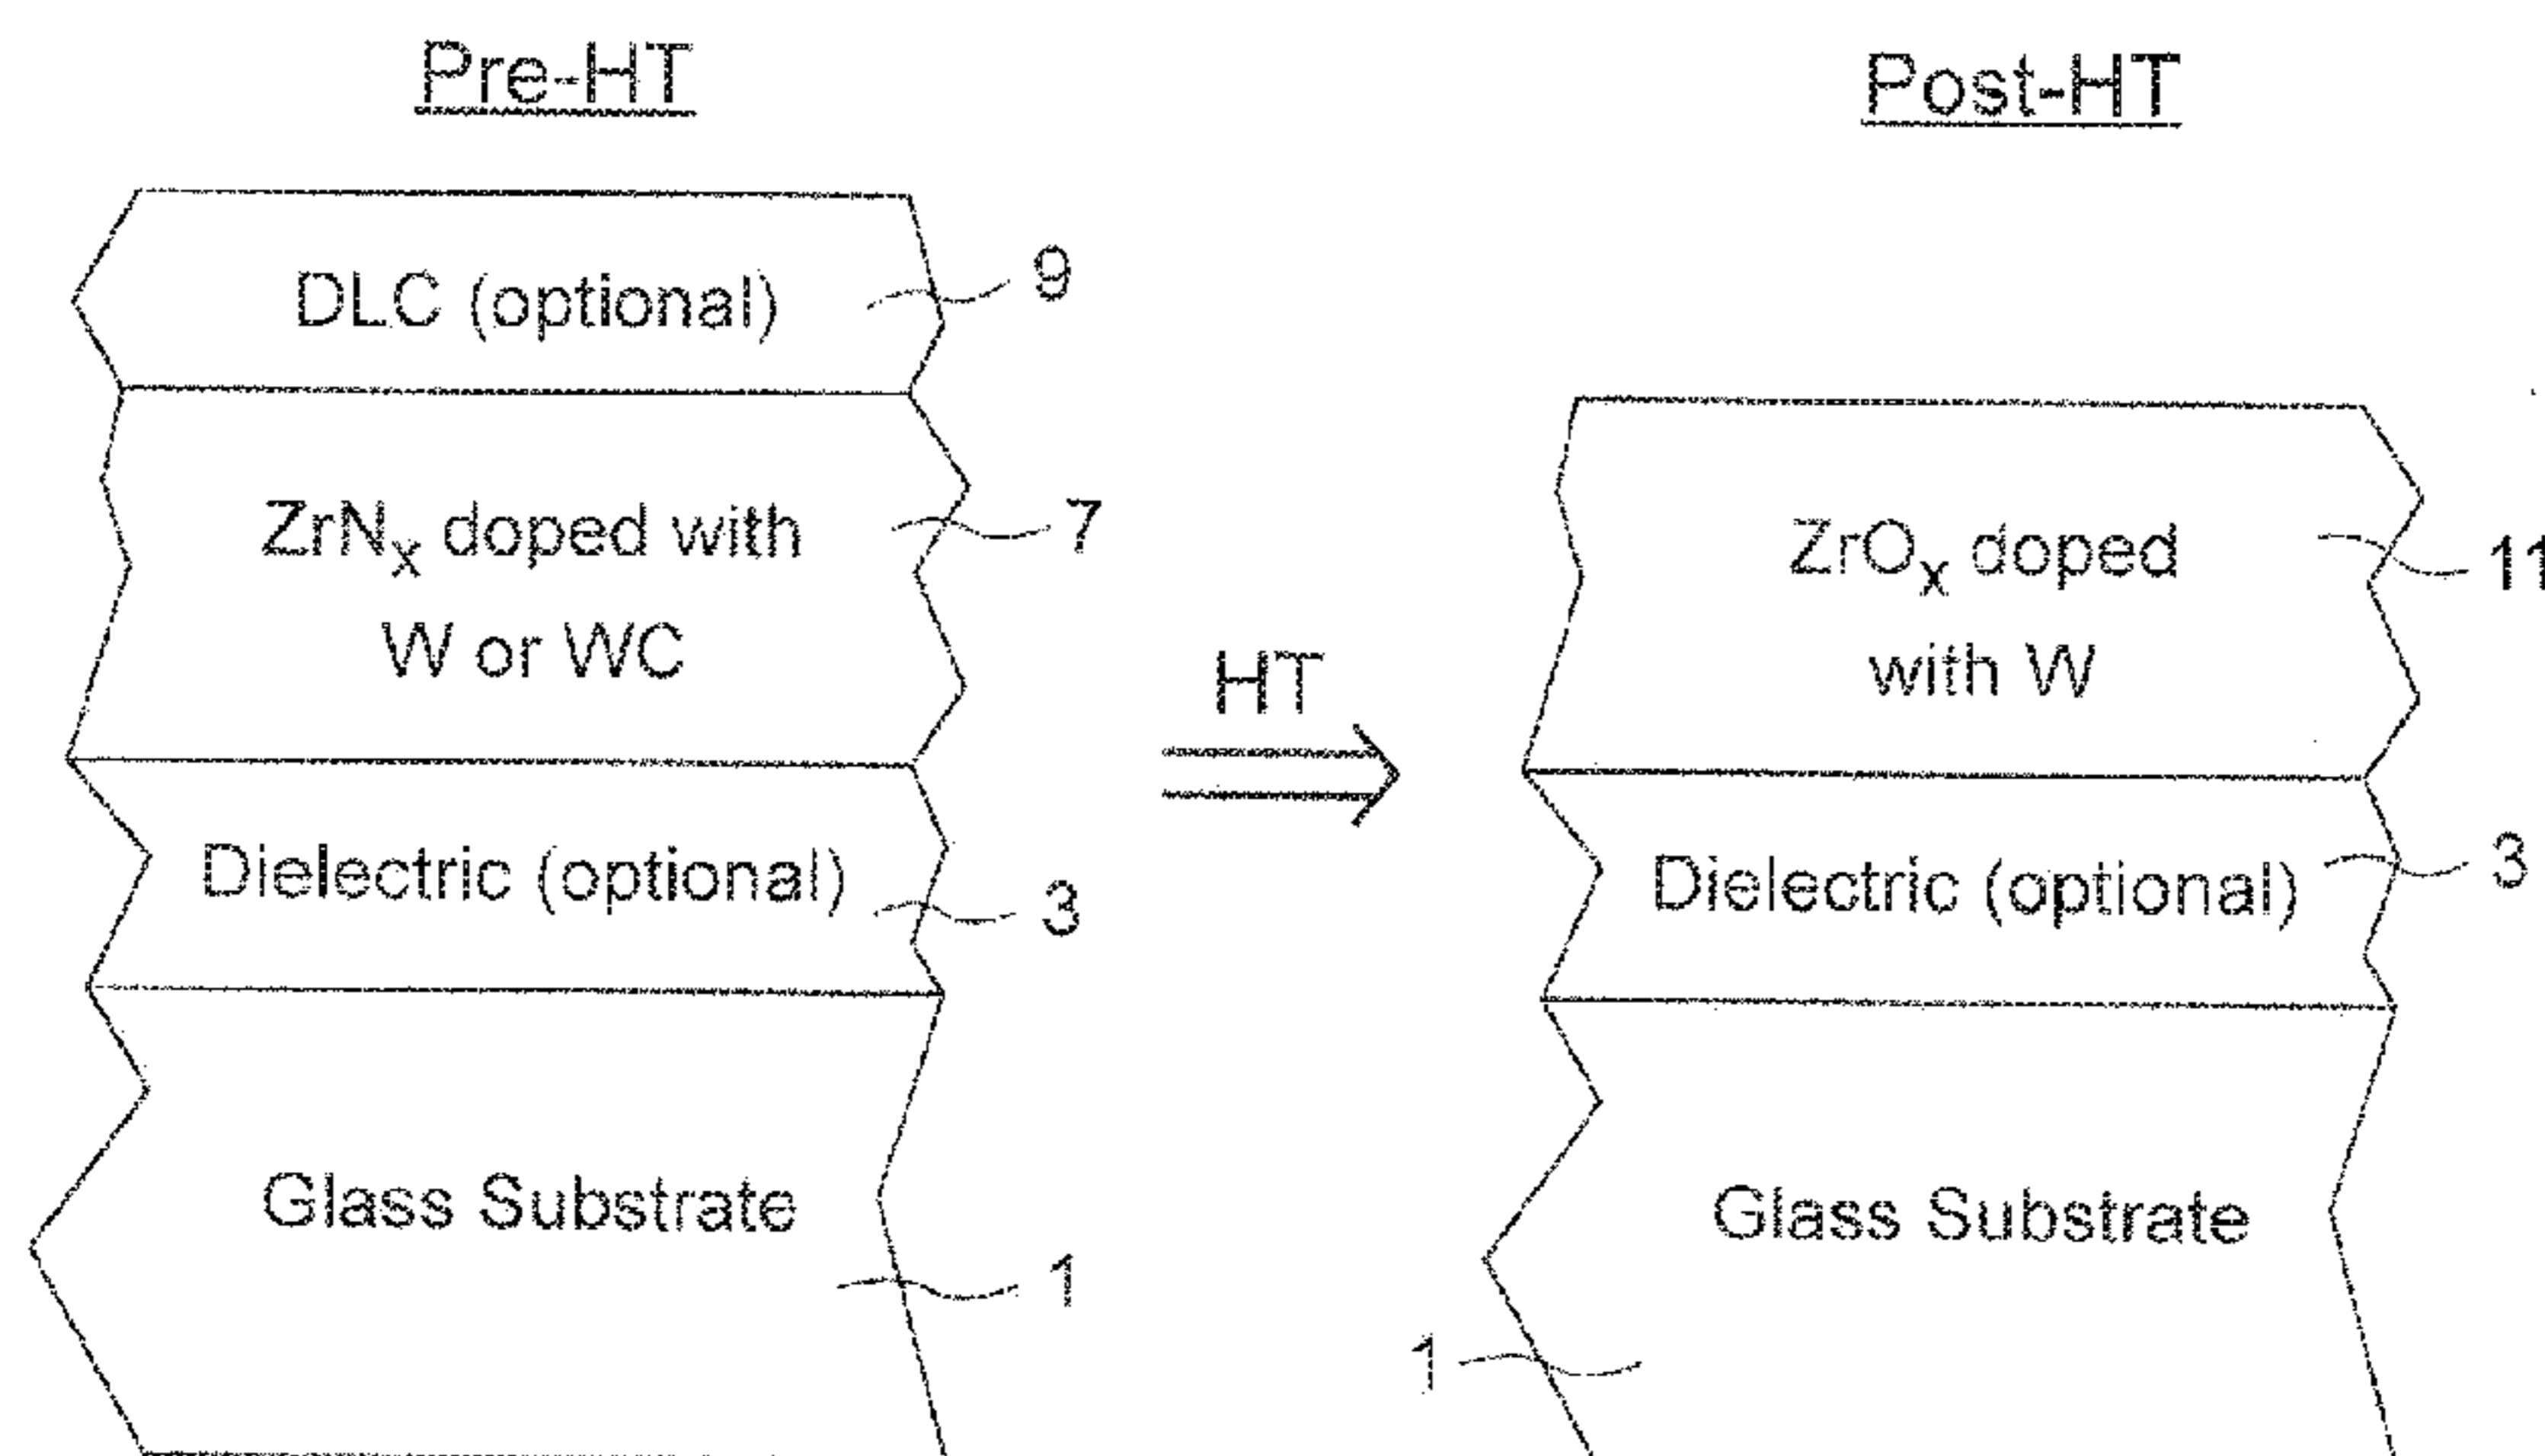 Pre-HT
DLC (optional)
9
ZrNx doped with
W or WC
7
Dielectric (optional)
3
Glass Substrate
1
HT
Post-HT
ZrOx doped
with W
11
Dielectric (optional)
3
Glass Substrate
1